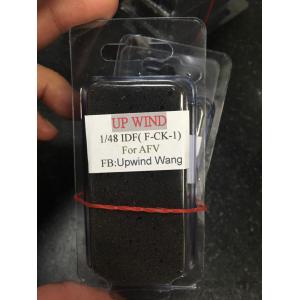 UP WIND
1/48 IDF( F-CK-1)
For AFV
FB:Upwind Wang